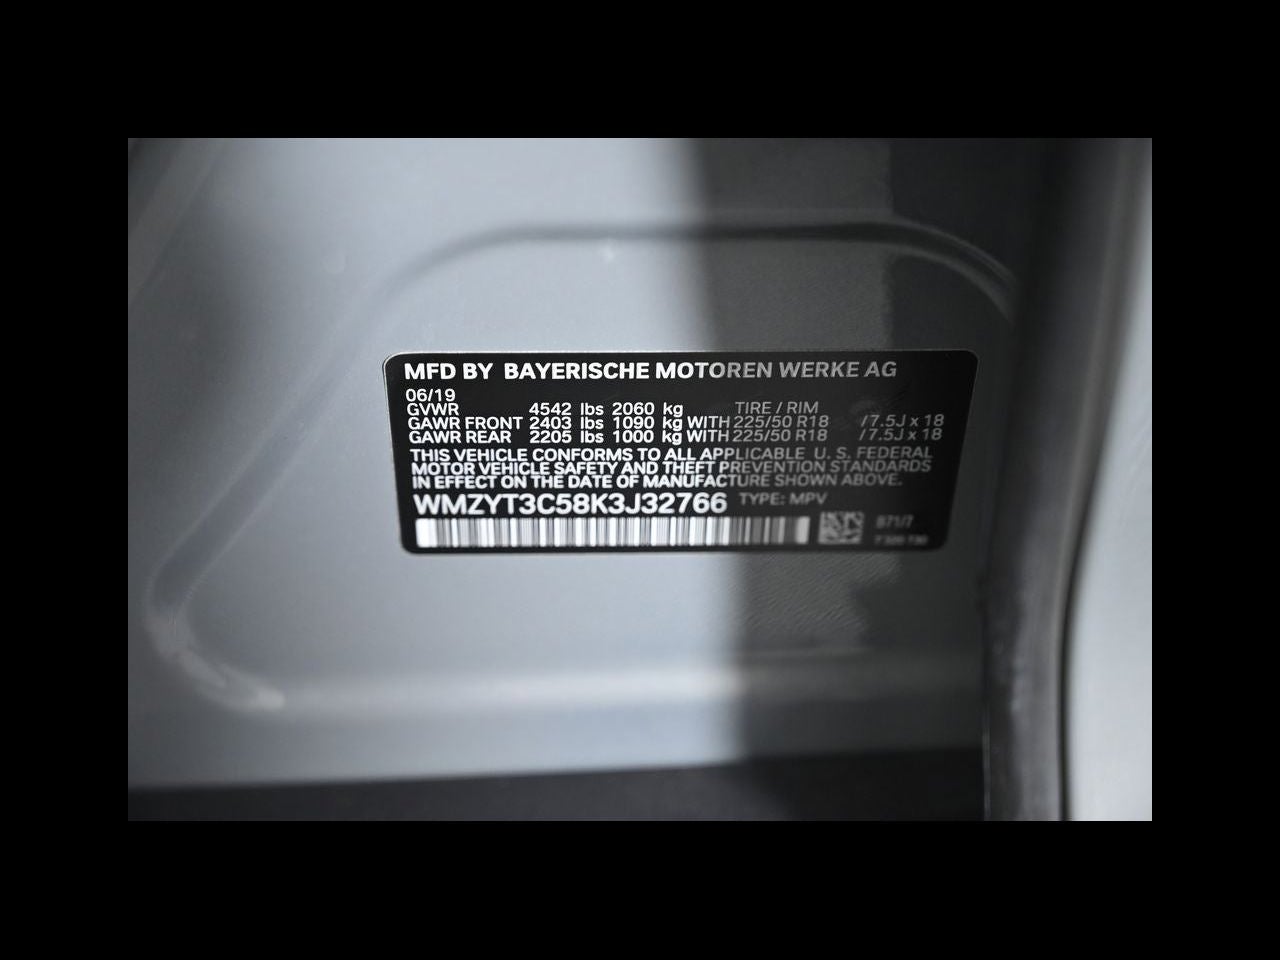 MFD BY BAYERISCHE MOTOREN WERKE AG
06/19
GVWR 4542 lbs 2060 kg TIRE / RIM
GAWR FRONT 2403 lbs 1090 kg WITH 225/50 R18 /7.5J x 18
GAWR REAR 2205 lbs 1000 kg WITH 225/50 R18 /7.5J x 18
THIS VEHICLE CONFORMS TO ALL APPLICABLE U. S. FEDERAL
MOTOR VEHICLE SAFETY AND THEFT PREVENTION STANDARDS
IN EFFECT ON THE DATE OF MANUFACTURE SHOWN ABOVE.
WMZYT3C58K3J32766 TYPE: MPV